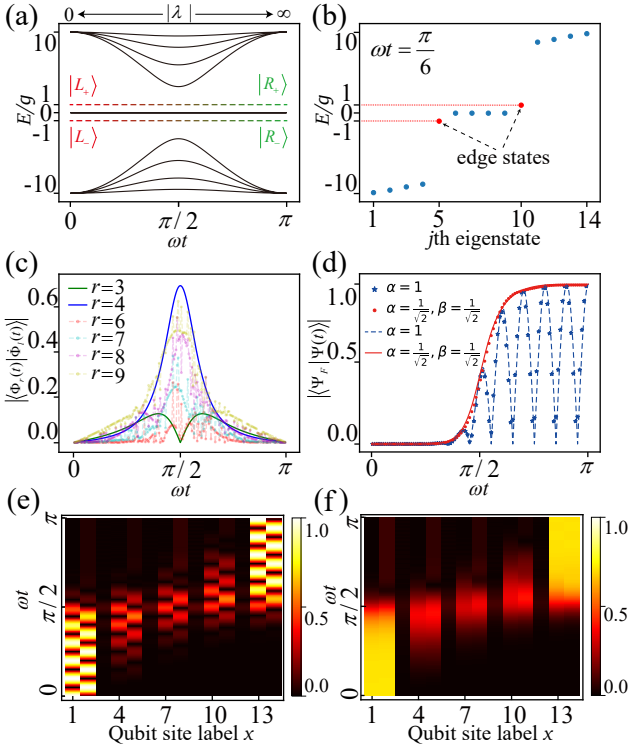 (a)
0 |λ| ∞
10
1
0
-1
-10
E/g
|L₊⟩
|R₊⟩
|L₋⟩
|R₋⟩
0 π/2 π
ωt
(b)
ωt = π/6
10
1
0
-1
-10
E/g
edge states
1 5 10 14
jth eigenstate
(c)
0.6
0.4
0.2
0.0
r=3
r=4
r=6
r=7
r=8
r=9
0 π/2 π
ωt
(d)
1.0
0.5
0.0
|⟨Ψ_F|Ψ(t)⟩|
α=1
α=1/√2, β=1/√2
α=1
α=1/√2, β=1/√2
0 π/2 π
ωt
(e)
π
π/2
0
ωt
1 4 7 10 13
Qubit site label x
1.0
0.5
0.0
(f)
π
π/2
0
ωt
1 4 7 10 13
Qubit site label x
1.0
0.5
0.0